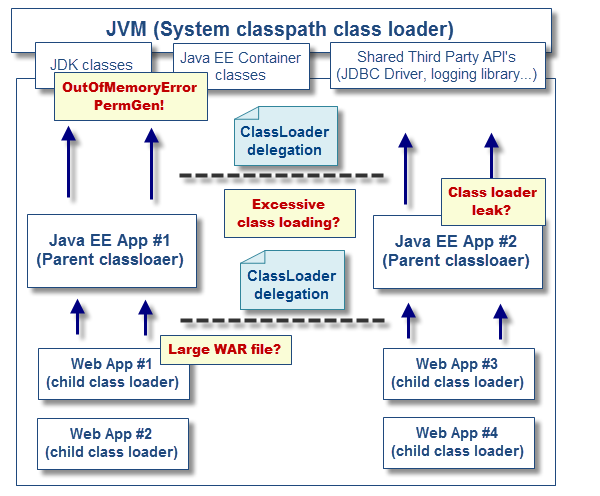 JVM (System classpath class loader)
JDK classes
Java EE Container
classes
Shared Third Party API's
(JDBC Driver, logging library...)
OutOfMemoryError
PermGen!
ClassLoader
delegation
Excessive
class loading?
Class loader
leak?
Java EE App #1
(Parent classloaer)
Java EE App #2
(Parent classloaer)
ClassLoader
delegation
Large WAR file?
Web App #1
(child class loader)
Web App #3
(child class loader)
Web App #2
(child class loader)
Web App #4
(child class loader)